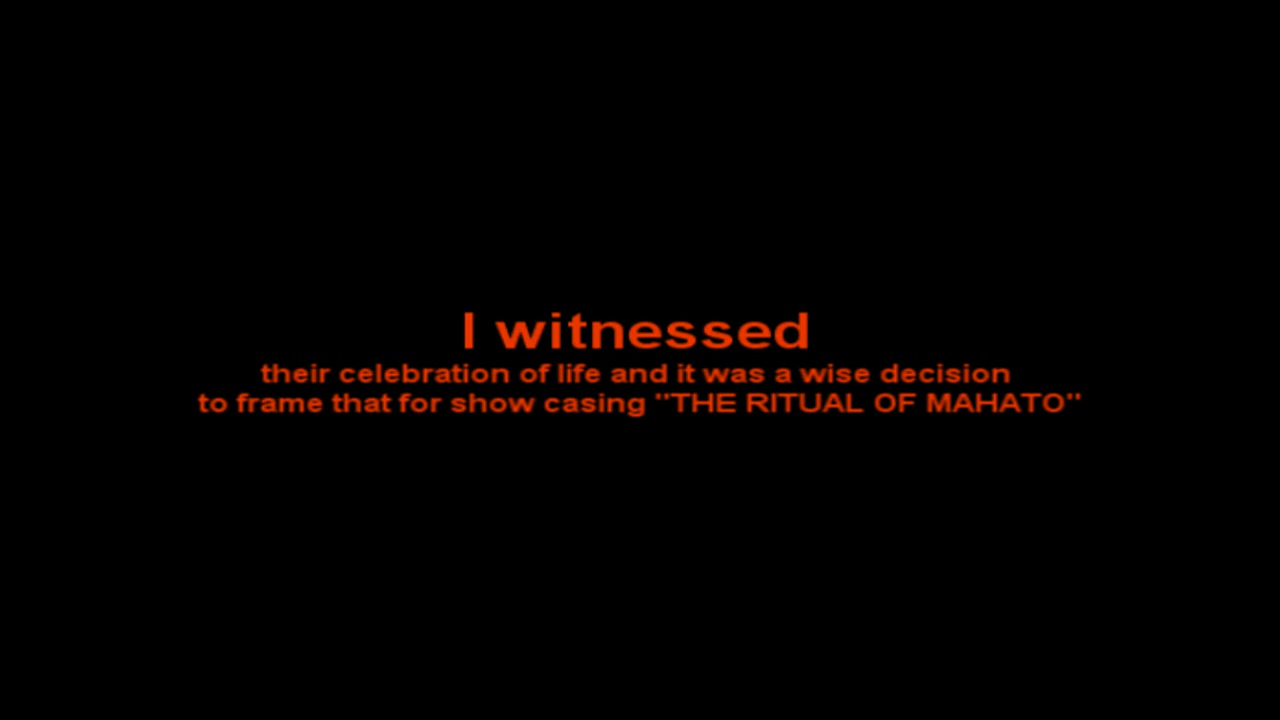 I witnessed
their celebration of life and it was a wise decision
to frame that for show casing "THE RITUAL OF MAHATO"